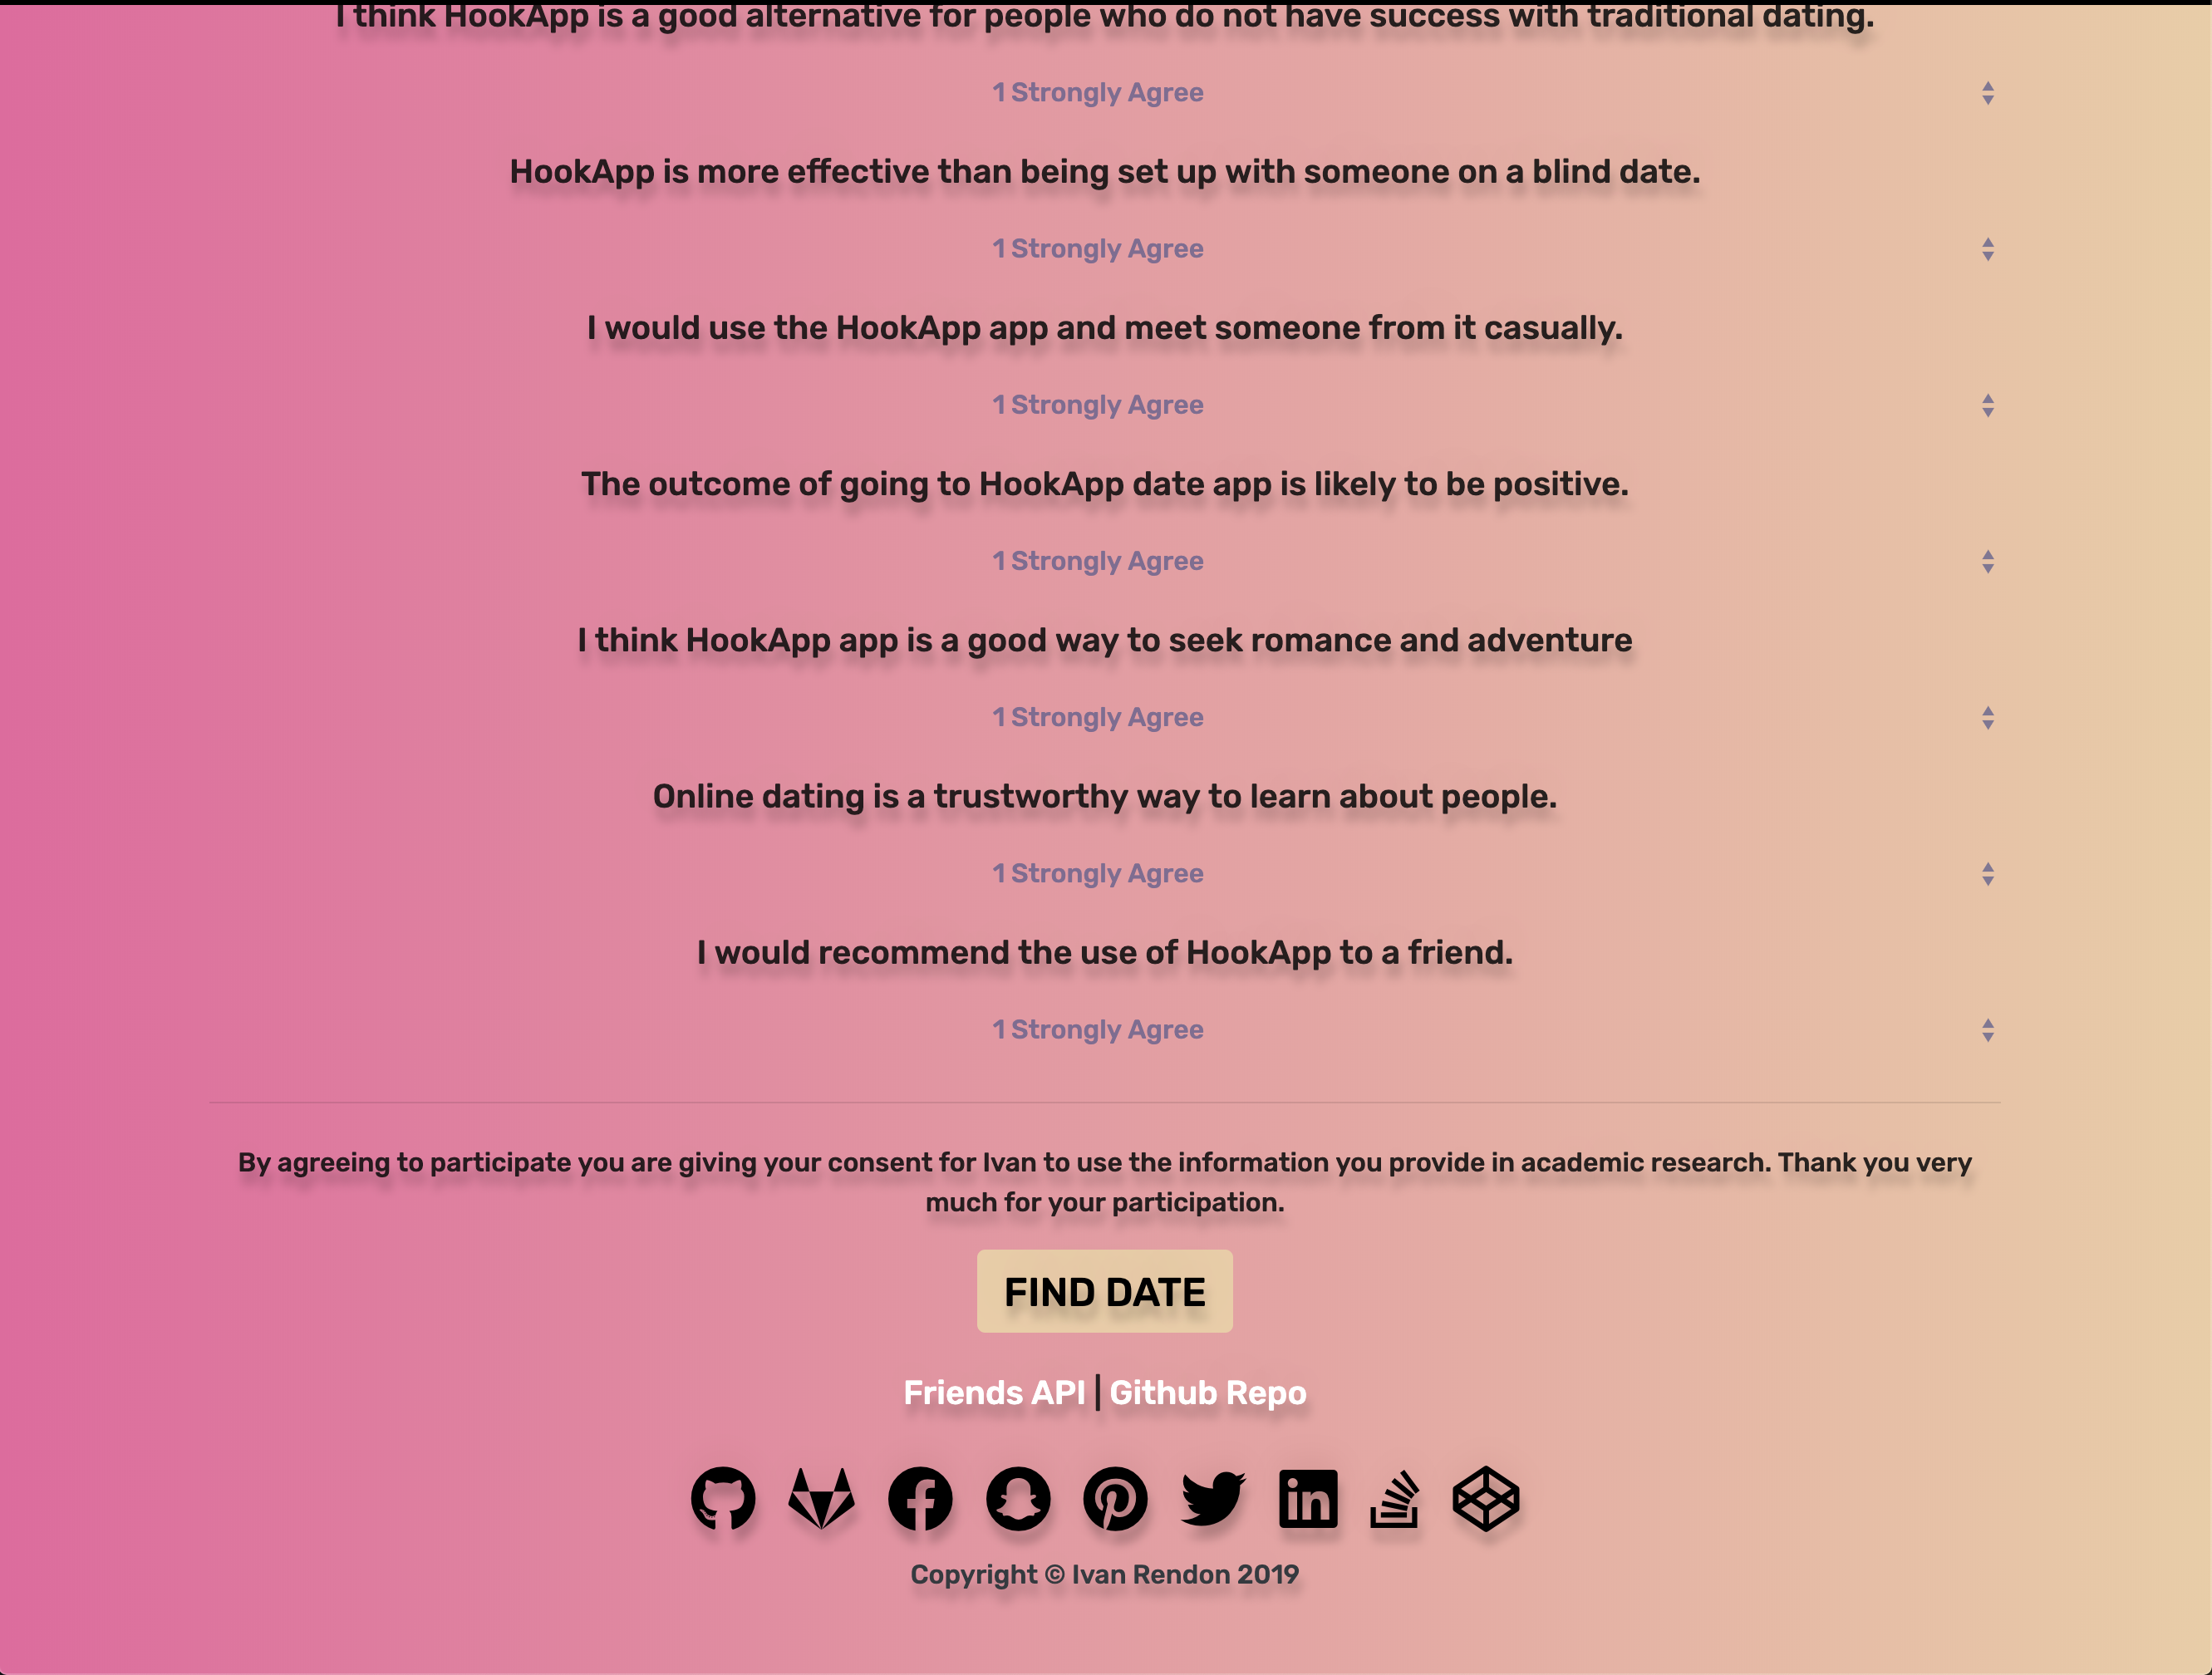 I think HookApp is a good alternative for people who do not have success with traditional dating.
1 Strongly Agree
HookApp is more effective than being set up with someone on a blind date.
1 Strongly Agree
I would use the HookApp app and meet someone from it casually.
1 Strongly Agree
The outcome of going to HookApp date app is likely to be positive.
1 Strongly Agree
I think HookApp app is a good way to seek romance and adventure
1 Strongly Agree
Online dating is a trustworthy way to learn about people.
1 Strongly Agree
I would recommend the use of HookApp to a friend.
1 Strongly Agree
By agreeing to participate you are giving your consent for Ivan to use the information you provide in academic research. Thank you very
much for your participation.
FIND DATE
Friends API | Github Repo
Copyright © Ivan Rendon 2019